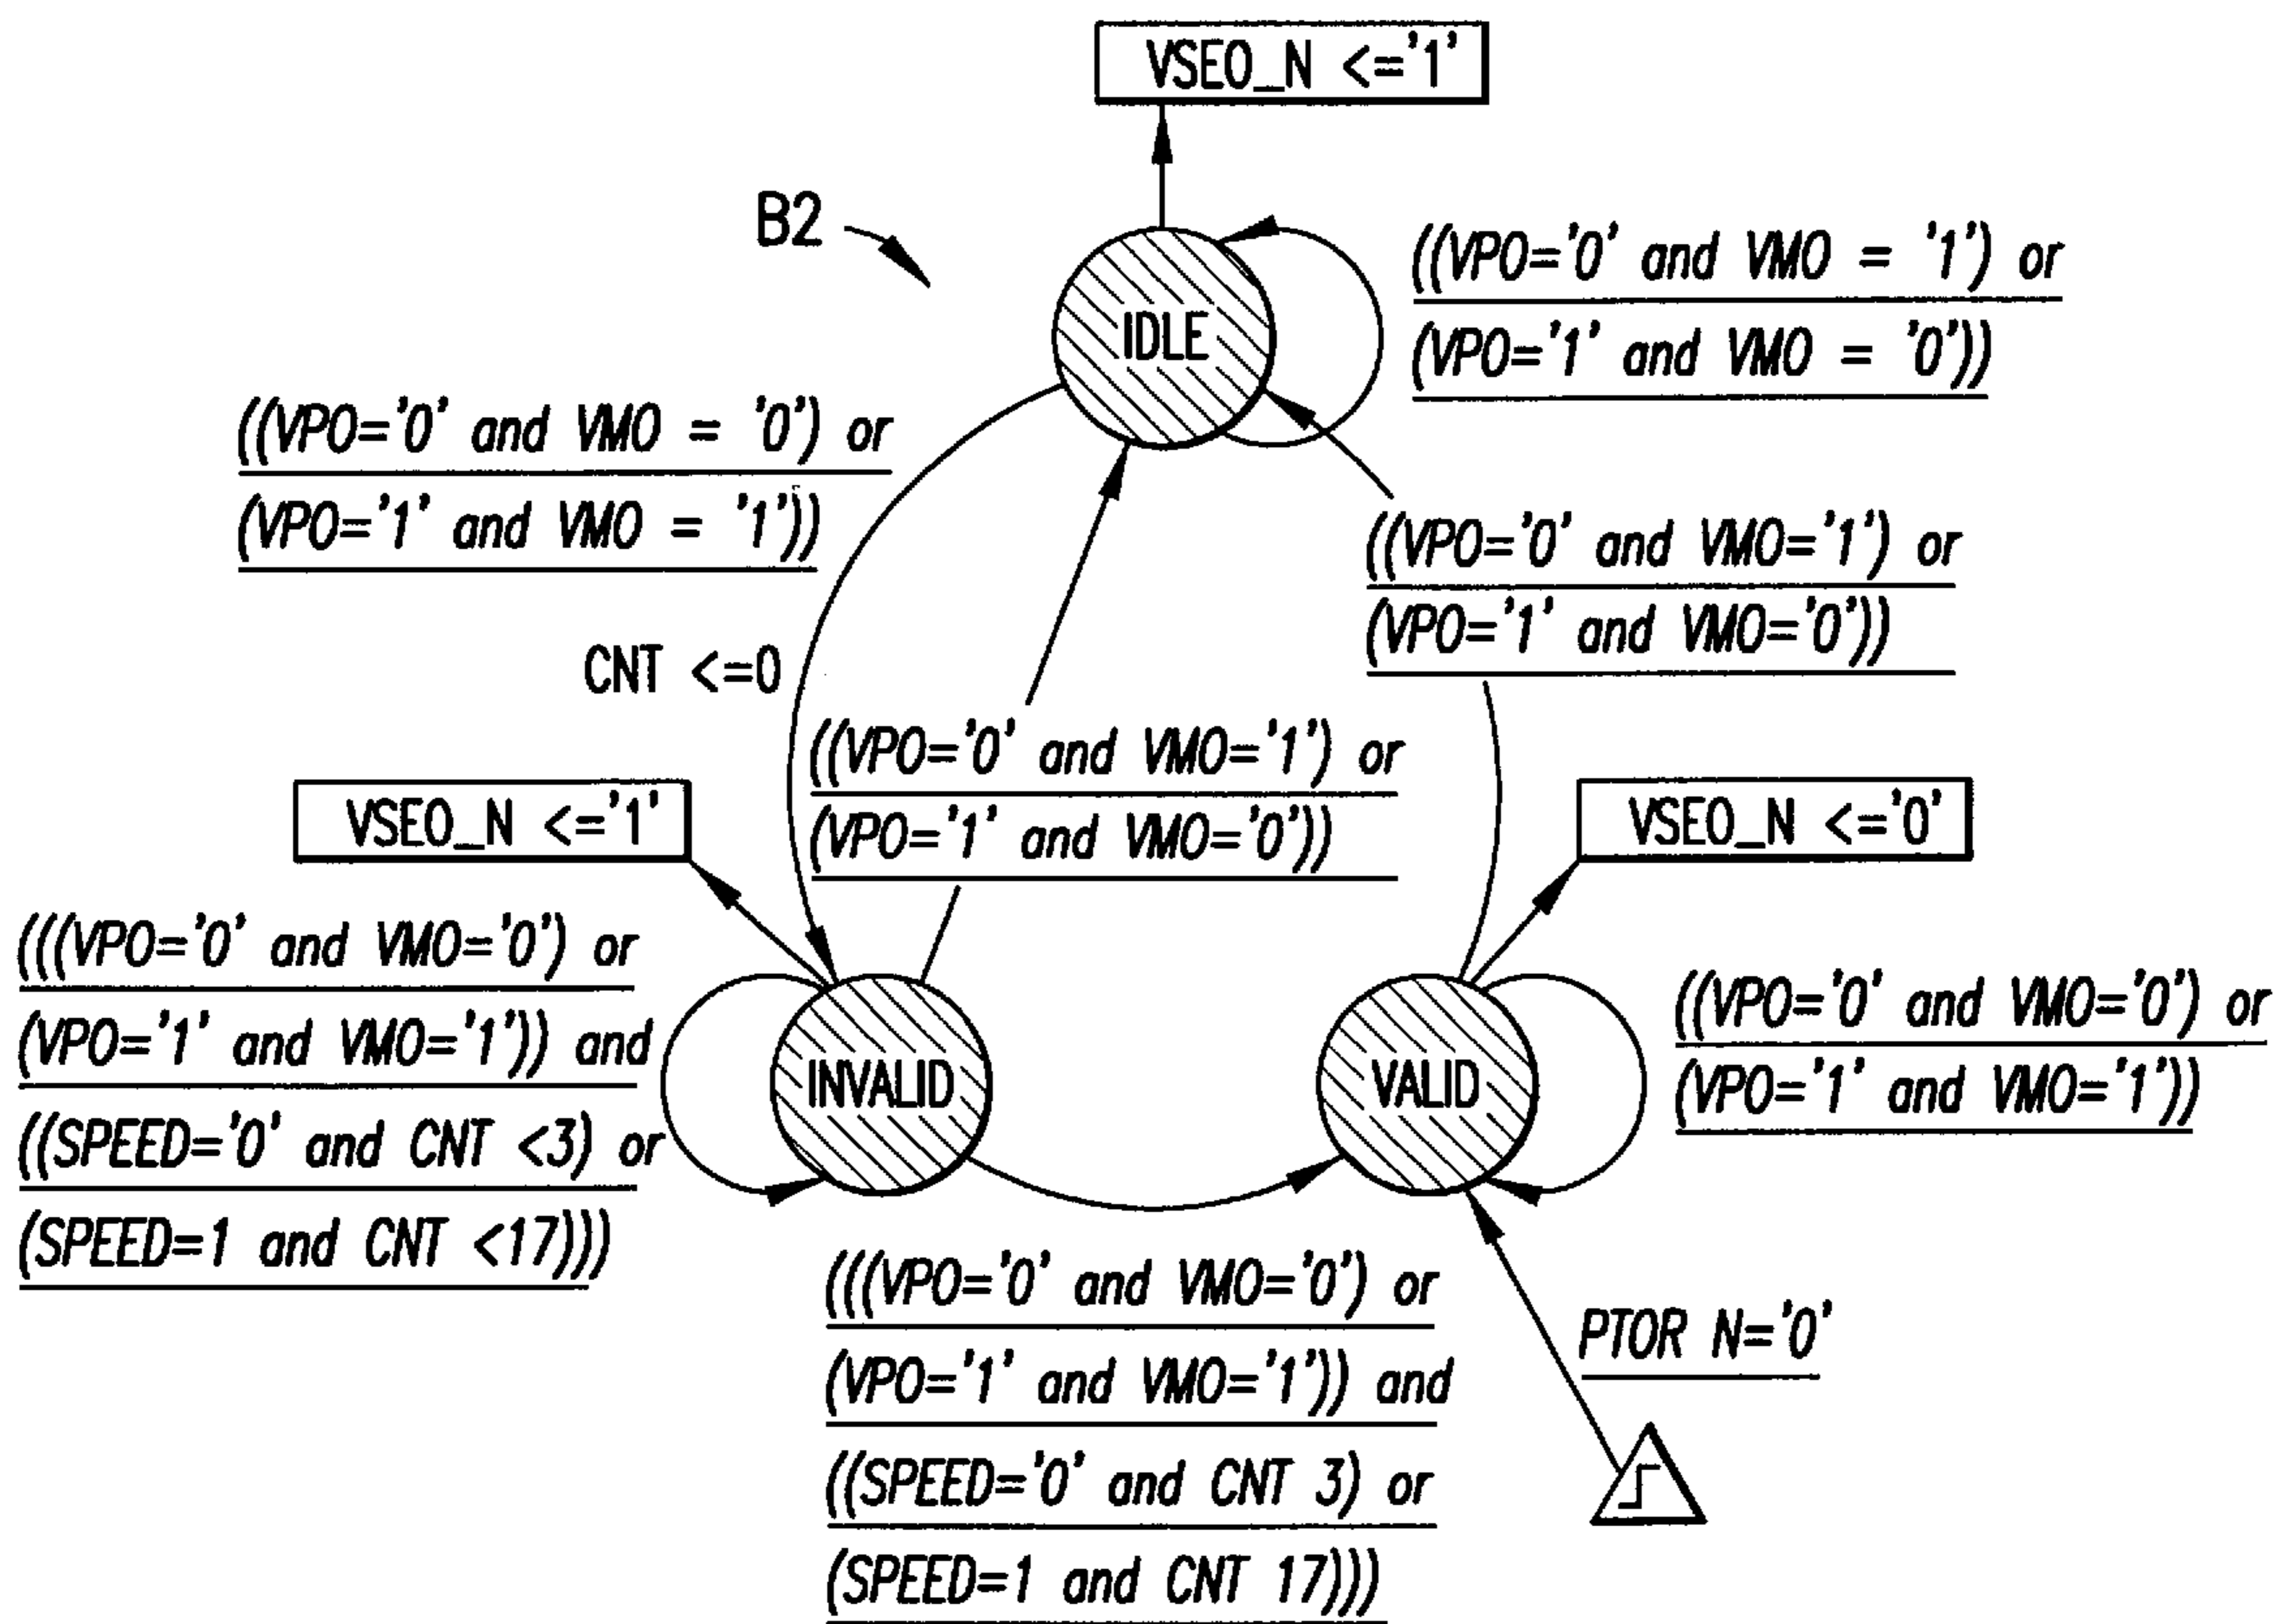 VSEO_N <='1'
B2
IDLE
((VPO='0' and VMO = '1') or
(VPO='1' and VMO = '0'))
((VPO='0' and VMO = '0') or
(VPO='1' and VMO = '1'))
((VPO='0' and VMO='1') or
(VPO='1' and VMO='0'))
CNT <=0
((VPO='0' and VMO='1') or
(VPO='1' and VMO='0'))
VSEO_N <='1'
VSEO_N <='0'
(((VPO='0' and VMO='0') or
(VPO='1' and VMO='1')) and
((SPEED='0' and CNT <3) or
(SPEED=1 and CNT <17)))
INVALID
VALID
((VPO='0' and VMO='0') or
(VPO='1' and VMO='1'))
(((VPO='0' and VMO='0') or
(VPO='1' and VMO='1')) and
((SPEED='0' and CNT 3) or
(SPEED=1 and CNT 17)))
PTOR N='0'